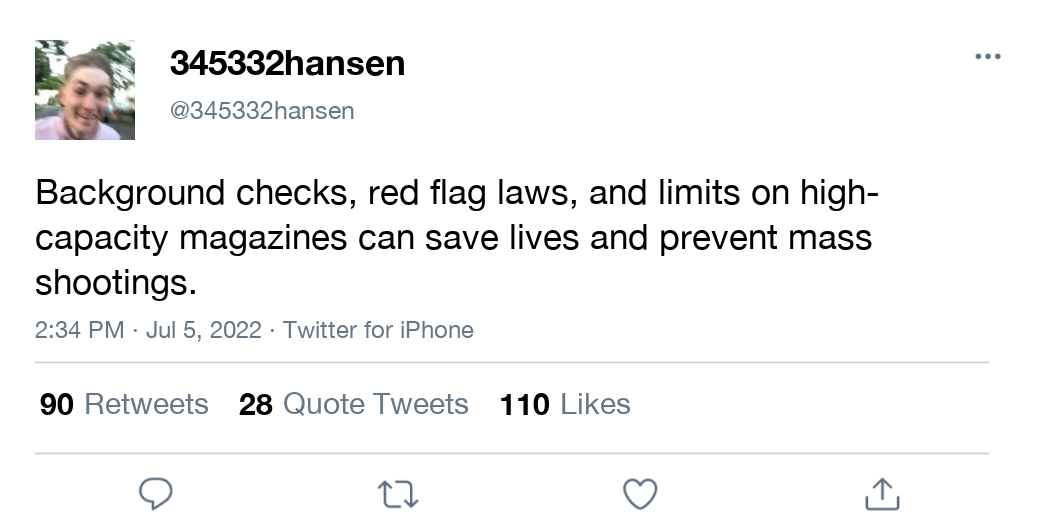 345332hansen
@345332hansen
Background checks, red flag laws, and limits on high-
capacity magazines can save lives and prevent mass
shootings.
2:34 PM · Jul 5, 2022 · Twitter for iPhone
90 Retweets 28 Quote Tweets 110 Likes